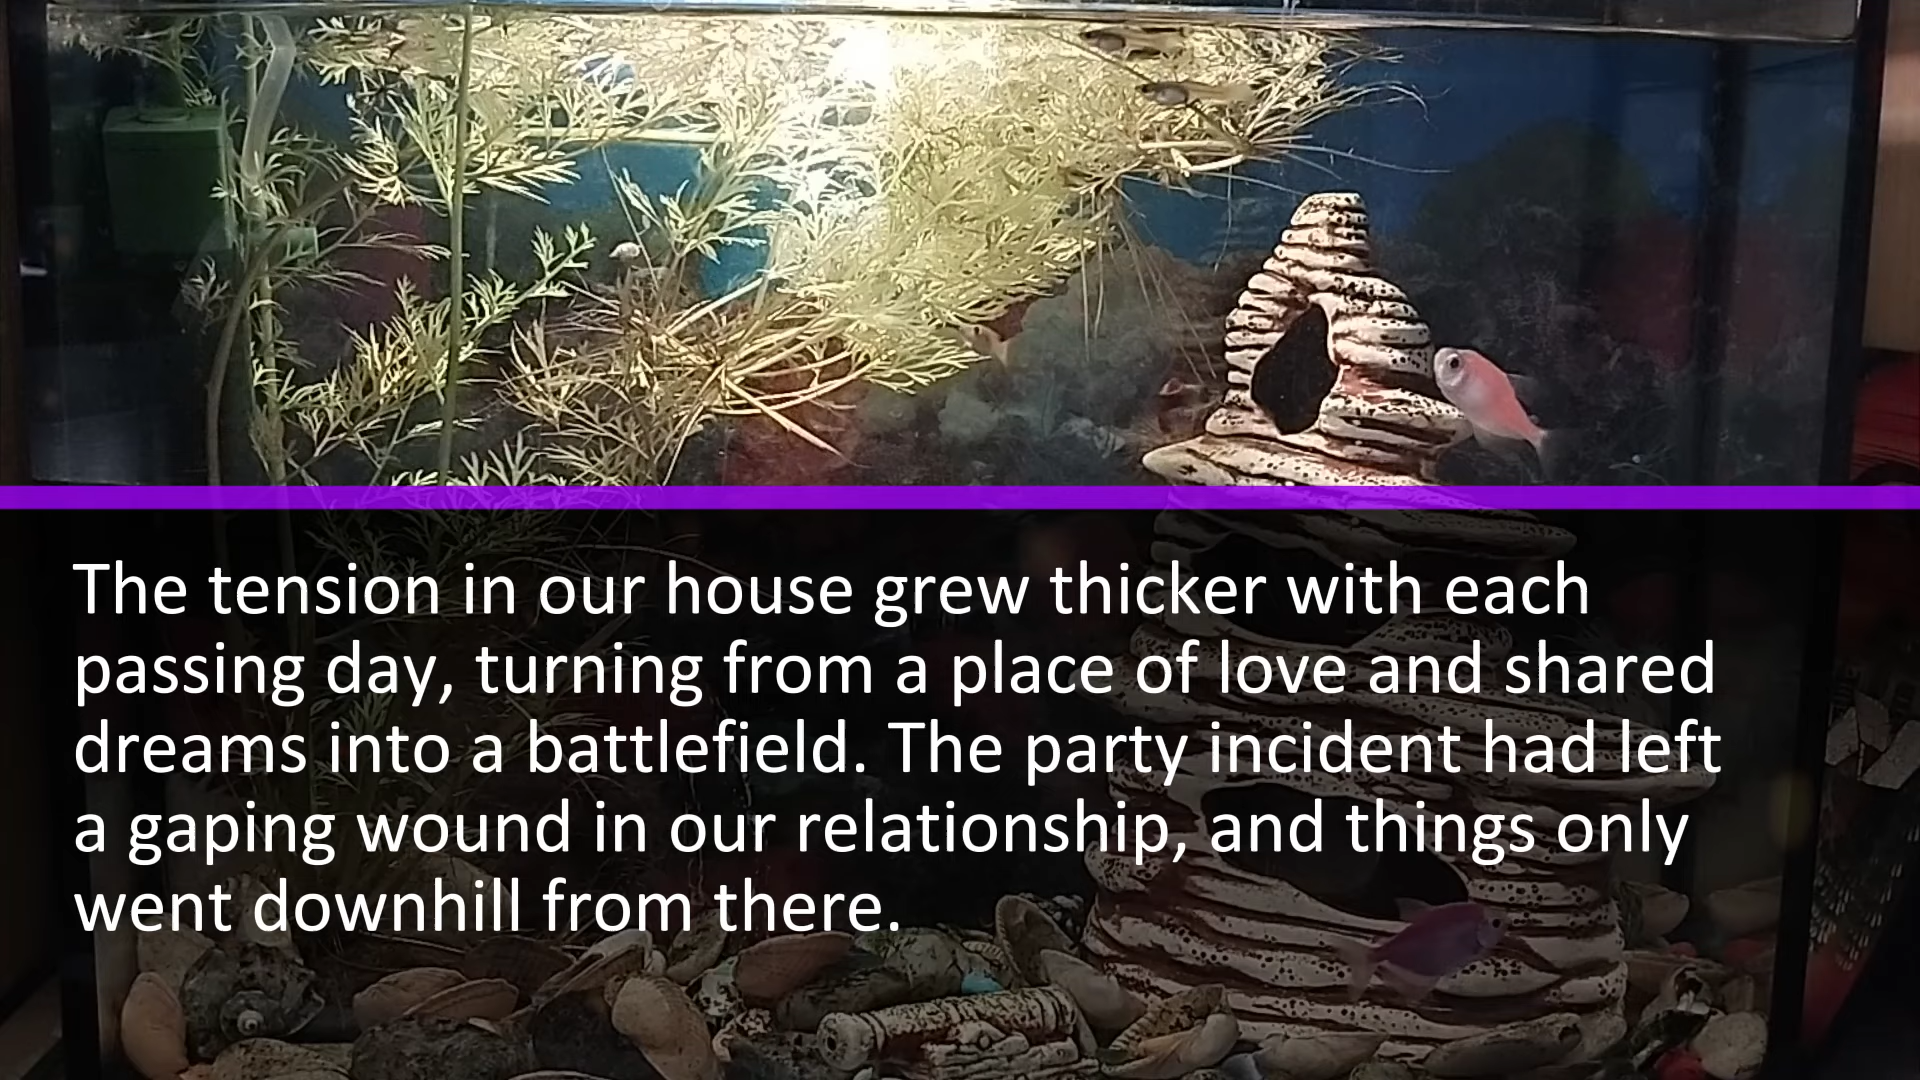 The tension in our house grew thicker with each
passing day, turning from a place of love and shared
dreams into a battlefield. The party incident had left
a gaping wound in our relationship, and things only
went downhill from there.